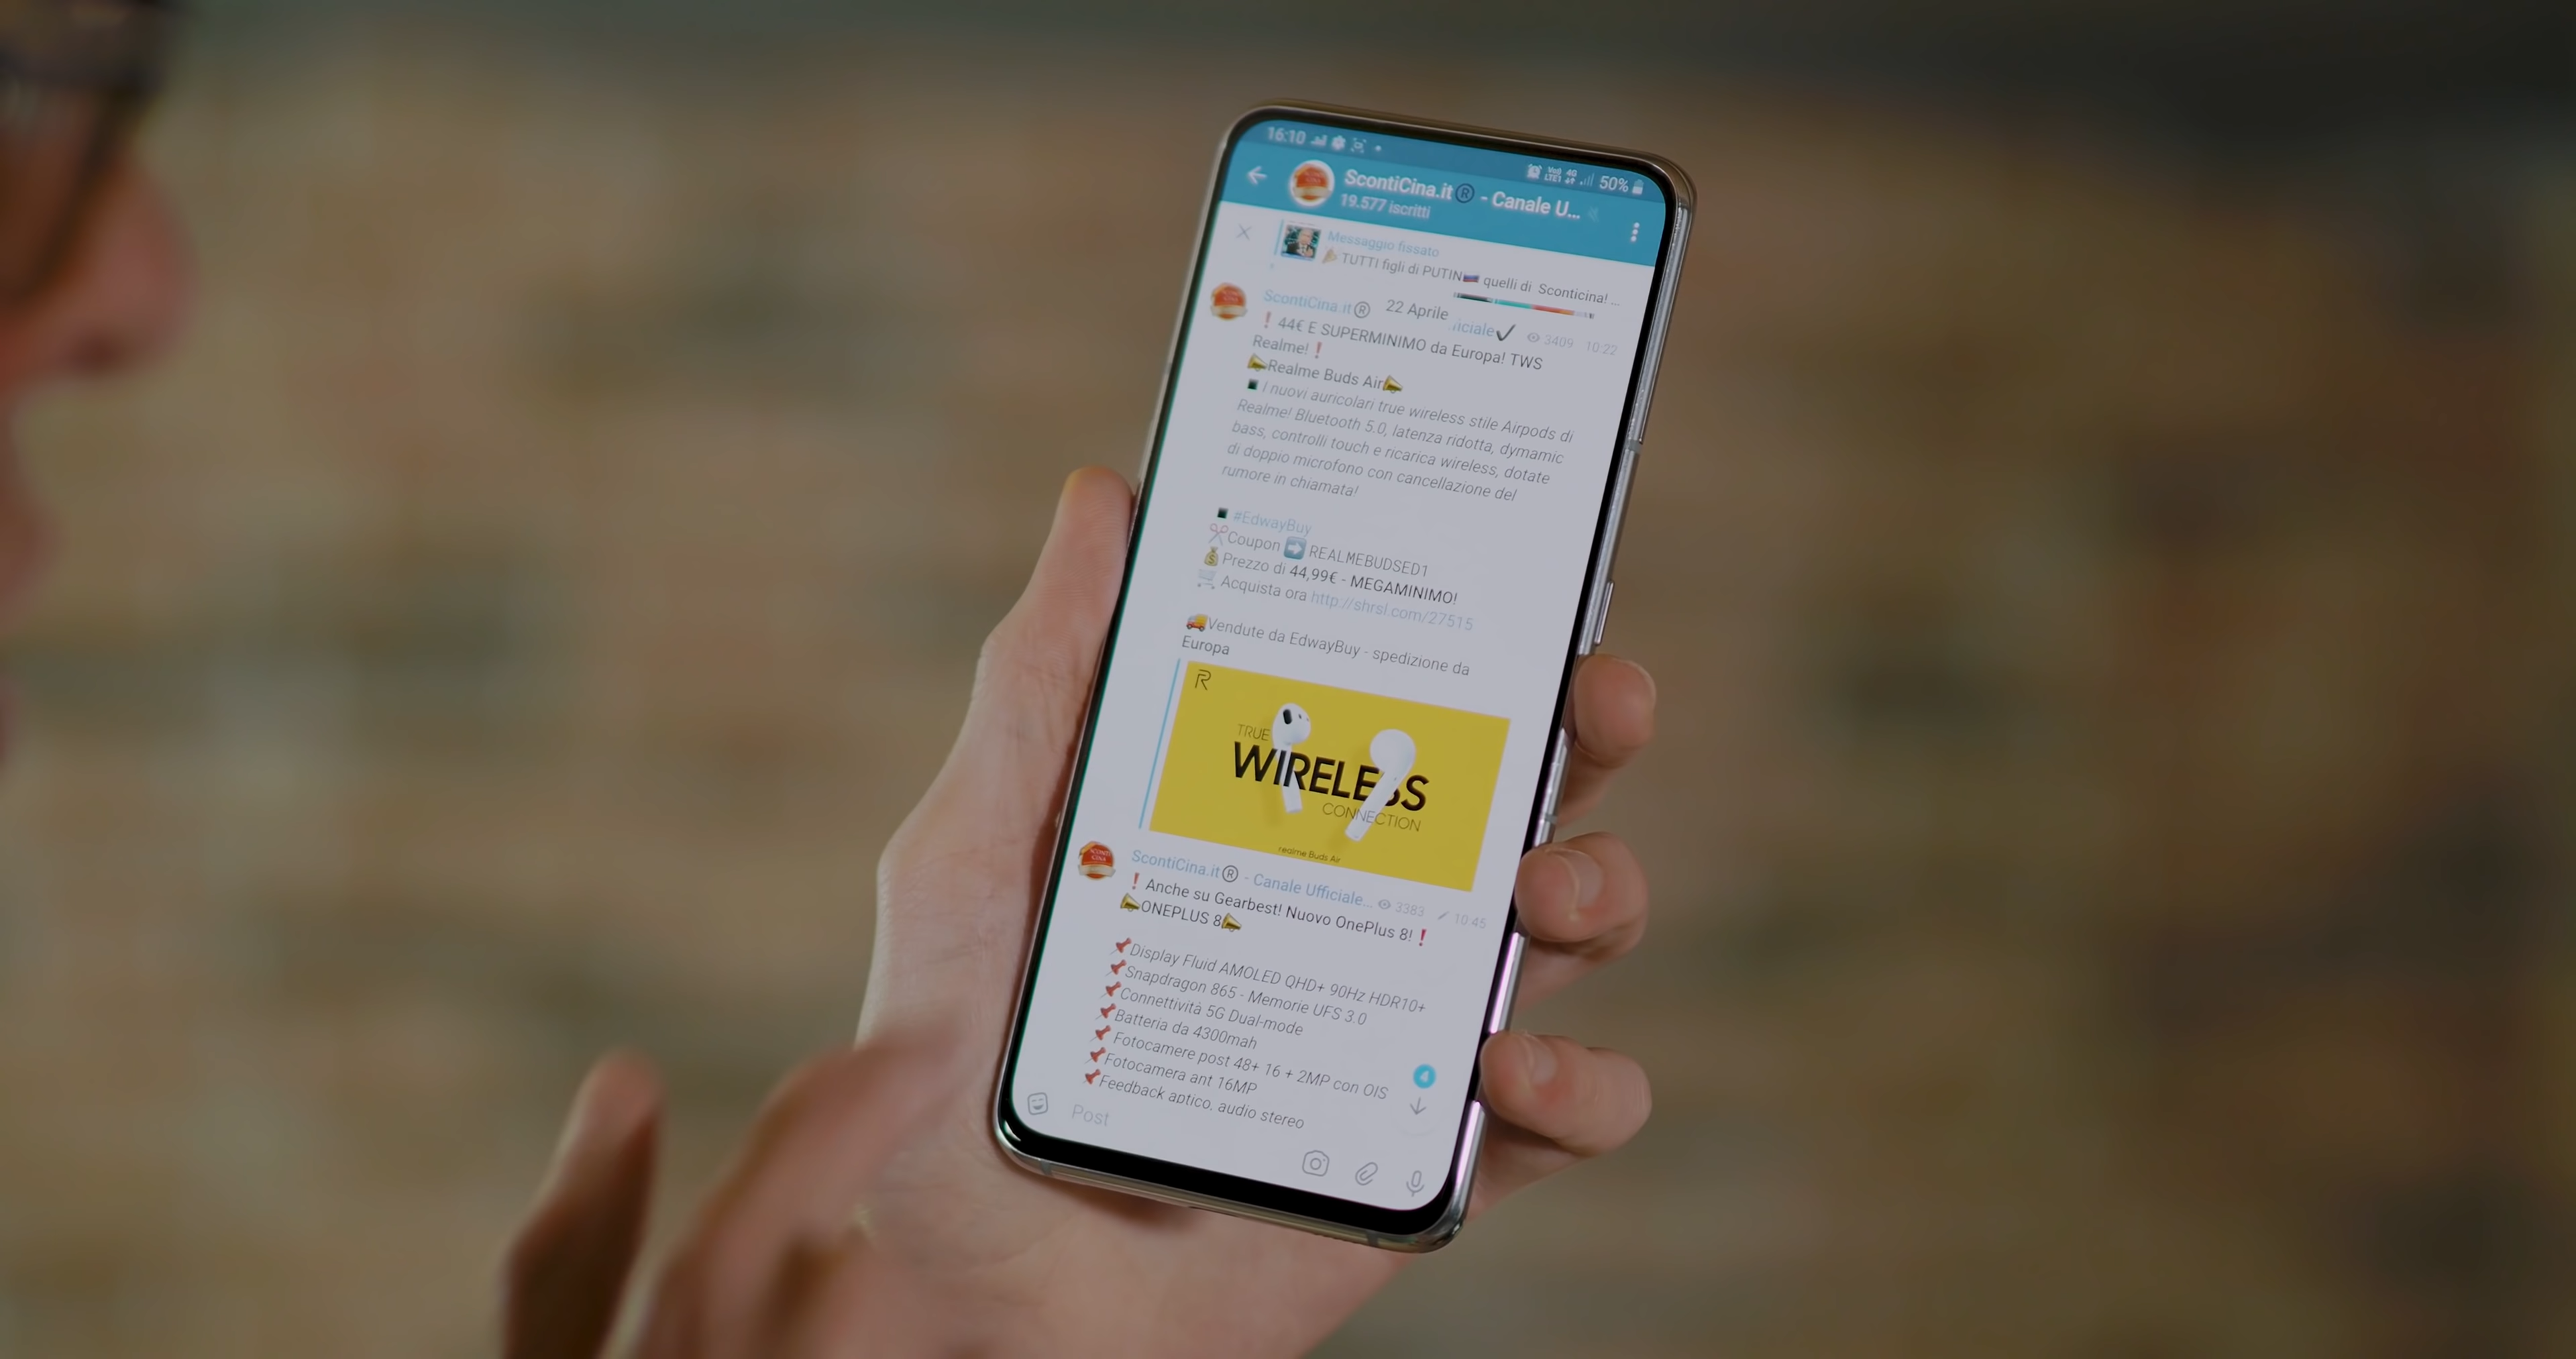 16:10
50%
ScontiCina.it® - Canale U...
19.577 iscritti
Messaggio fissato
TUTTI figli di PUTIN🇷🇺 quelli di Sconticina! ...
22 Aprile
ScontiCina.it® iciale✔ 3409 10:22
❗44€ E SUPERMINIMO da Europa! TWS
Realme!❗
Realme Buds Air
I nuovi auricolari true wireless stile Airpods di
Realme! Bluetooth 5.0, latenza ridotta, dymamic
bass, controlli touch e ricarica wireless, dotate
di doppio microfono con cancellazione del
rumore in chiamata!
#EdwayBuy
Coupon ➡ REALMEBUDSED1
Prezzo di 44,99€ - MEGAMINIMO!
Acquista ora http://shrsl.com/27515
Vendute da EdwayBuy - spedizione da
Europa
TRUE
WIRELESS
CONNECTION
realme Buds Air
SCONTI
CINA
ScontiCina.it® - Canale Ufficiale... 3383 10:45
❗Anche su Gearbest! Nuovo OnePlus 8!❗
ONEPLUS 8
Display Fluid AMOLED QHD+ 90Hz HDR10+
Snapdragon 865 - Memorie UFS 3.0
Connettività 5G Dual-mode
Batteria da 4300mah
Fotocamere post 48+ 16 + 2MP con OIS
Fotocamera ant 16MP
Feedback aptico, audio stereo
4
Post